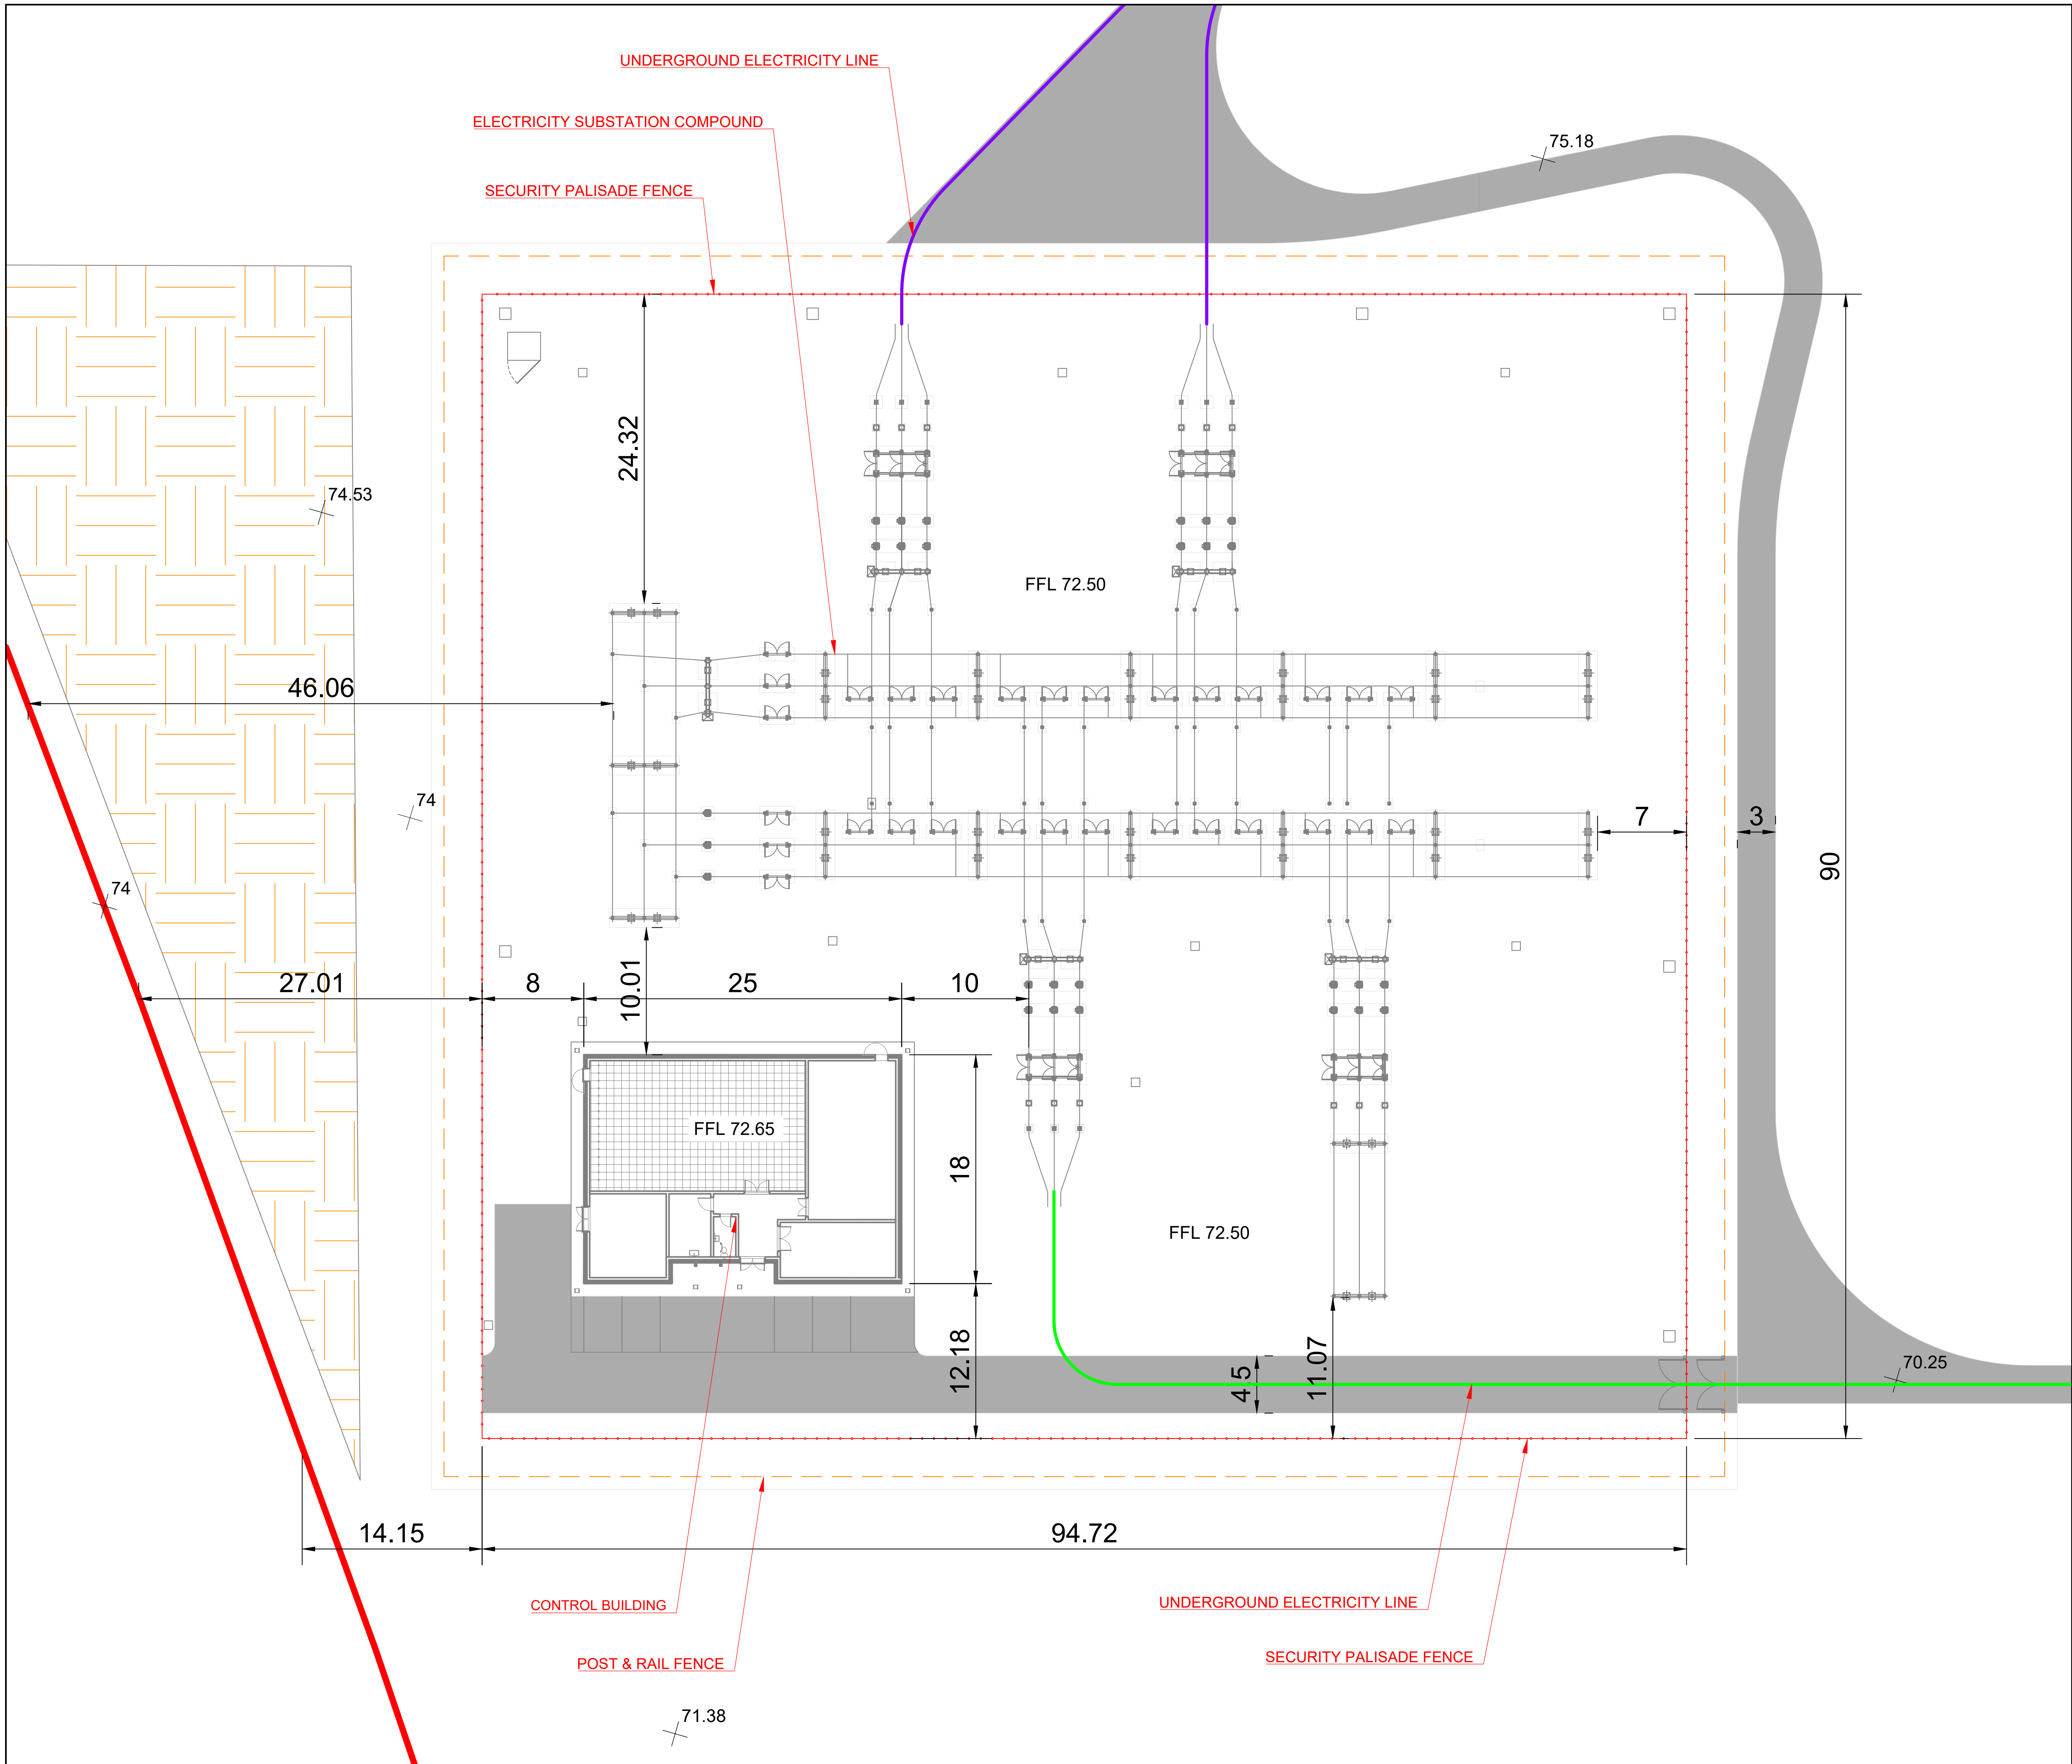 UNDERGROUND ELECTRICITY LINE
ELECTRICITY SUBSTATION COMPOUND
75.18
SECURITY PALISADE FENCE
24.32
74.53
FFL 72.50
46.06
74
7
3
90
74
10.01
27.01
8
25
10
FFL 72.65
18
FFL 72.50
12.18
4.5
11.07
70.25
14.15
94.72
CONTROL BUILDING
UNDERGROUND ELECTRICITY LINE
POST & RAIL FENCE
SECURITY PALISADE FENCE
71.38